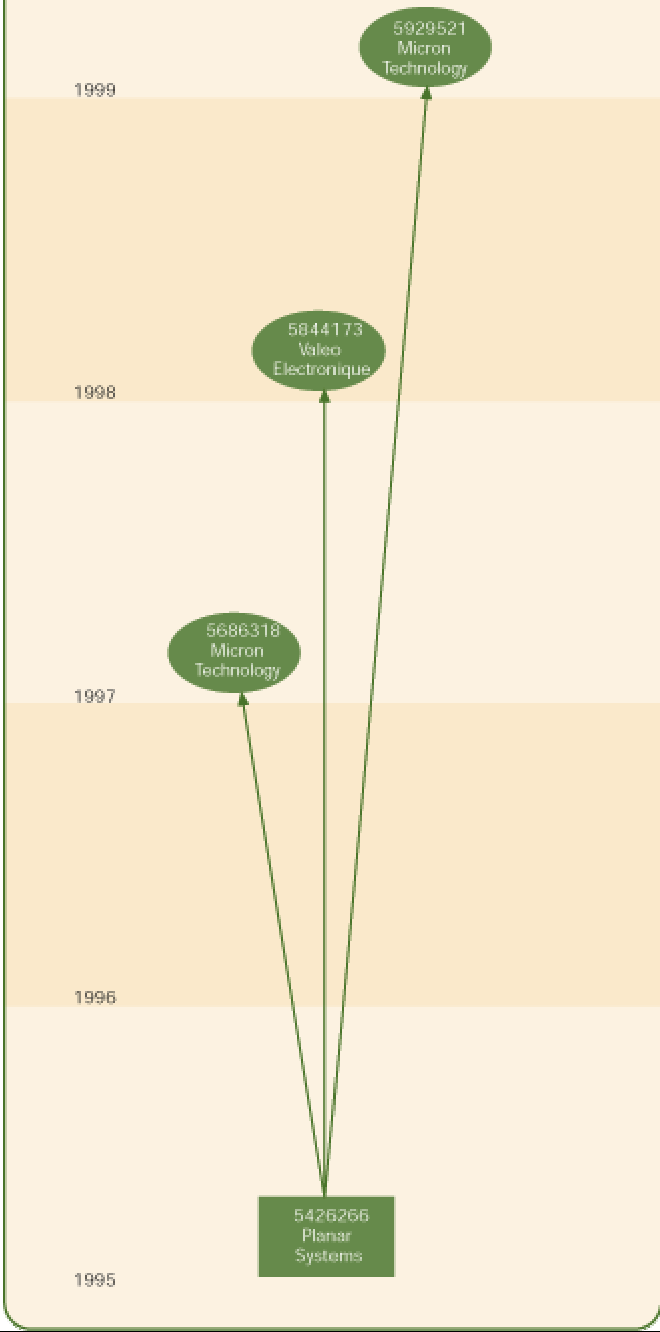 5929521
Micron
Technology
1999
5844173
Valeo
Electronique
1998
5686318
Micron
Technology
1997
1996
5426266
Planar
Systems
1995